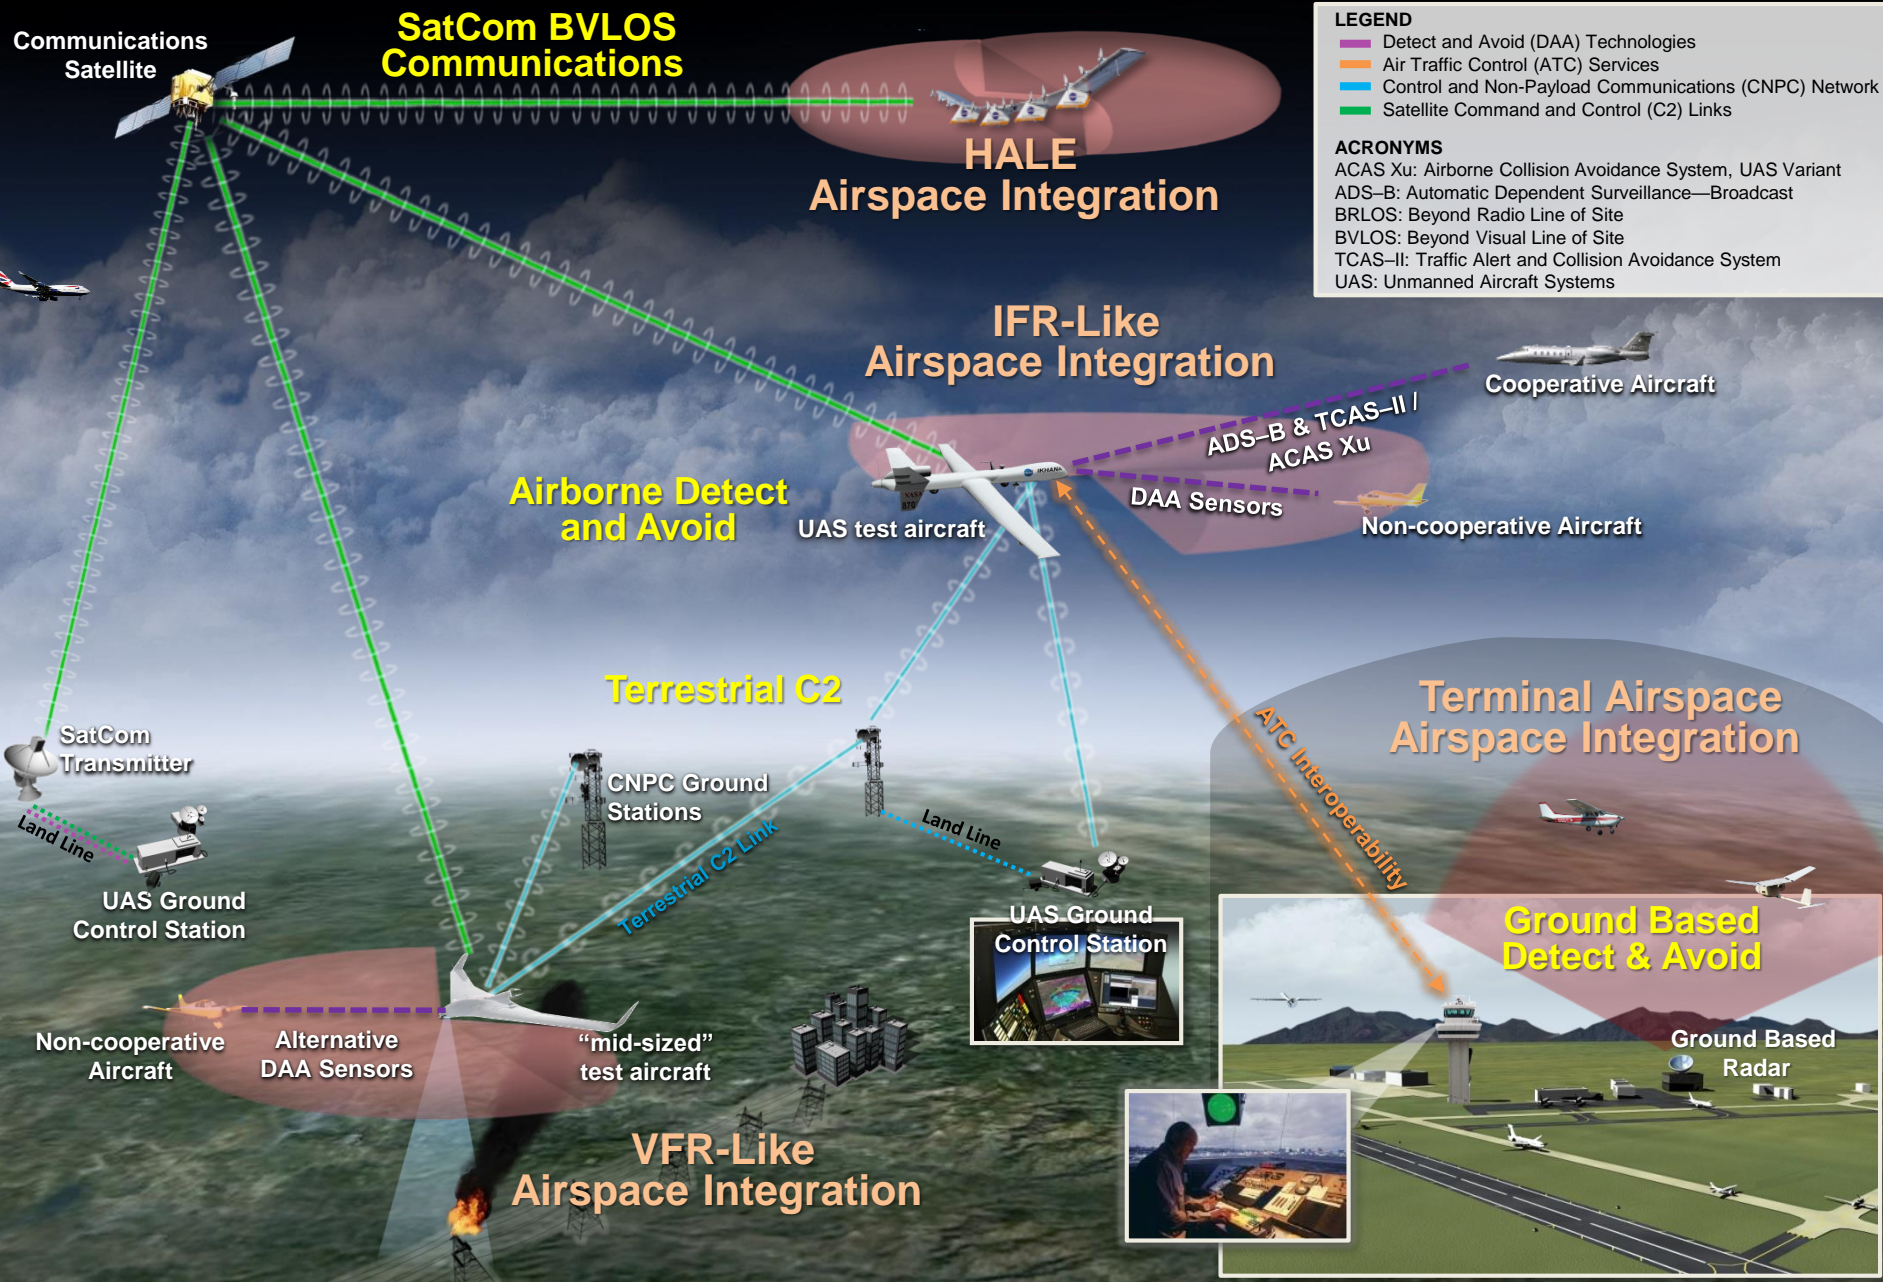 Communications
Satellite
SatCom BVLOS
Communications
HALE
Airspace Integration
LEGEND
Detect and Avoid (DAA) Technologies
Air Traffic Control (ATC) Services
Control and Non-Payload Communications (CNPC) Network
Satellite Command and Control (C2) Links
ACRONYMS
ACAS Xu: Airborne Collision Avoidance System, UAS Variant
ADS–B: Automatic Dependent Surveillance—Broadcast
BRLOS: Beyond Radio Line of Site
BVLOS: Beyond Visual Line of Site
TCAS–II: Traffic Alert and Collision Avoidance System
UAS: Unmanned Aircraft Systems
IFR-Like
Airspace Integration
Cooperative Aircraft
ADS–B & TCAS–II /
ACAS Xu
IKHANA
NASA
870
DAA Sensors
Airborne Detect
and Avoid
UAS test aircraft
Non-cooperative Aircraft
Terrestrial C2
Terminal Airspace
Airspace Integration
ATC Interoperability
SatCom
Transmitter
CNPC Ground
Stations
Land Line
Land Line
Terrestrial C2 Link
UAS Ground
Control Station
UAS Ground
Control Station
Ground Based
Detect & Avoid
Non-cooperative
Aircraft
Alternative
DAA Sensors
“mid-sized”
test aircraft
Ground Based
Radar
VFR-Like
Airspace Integration